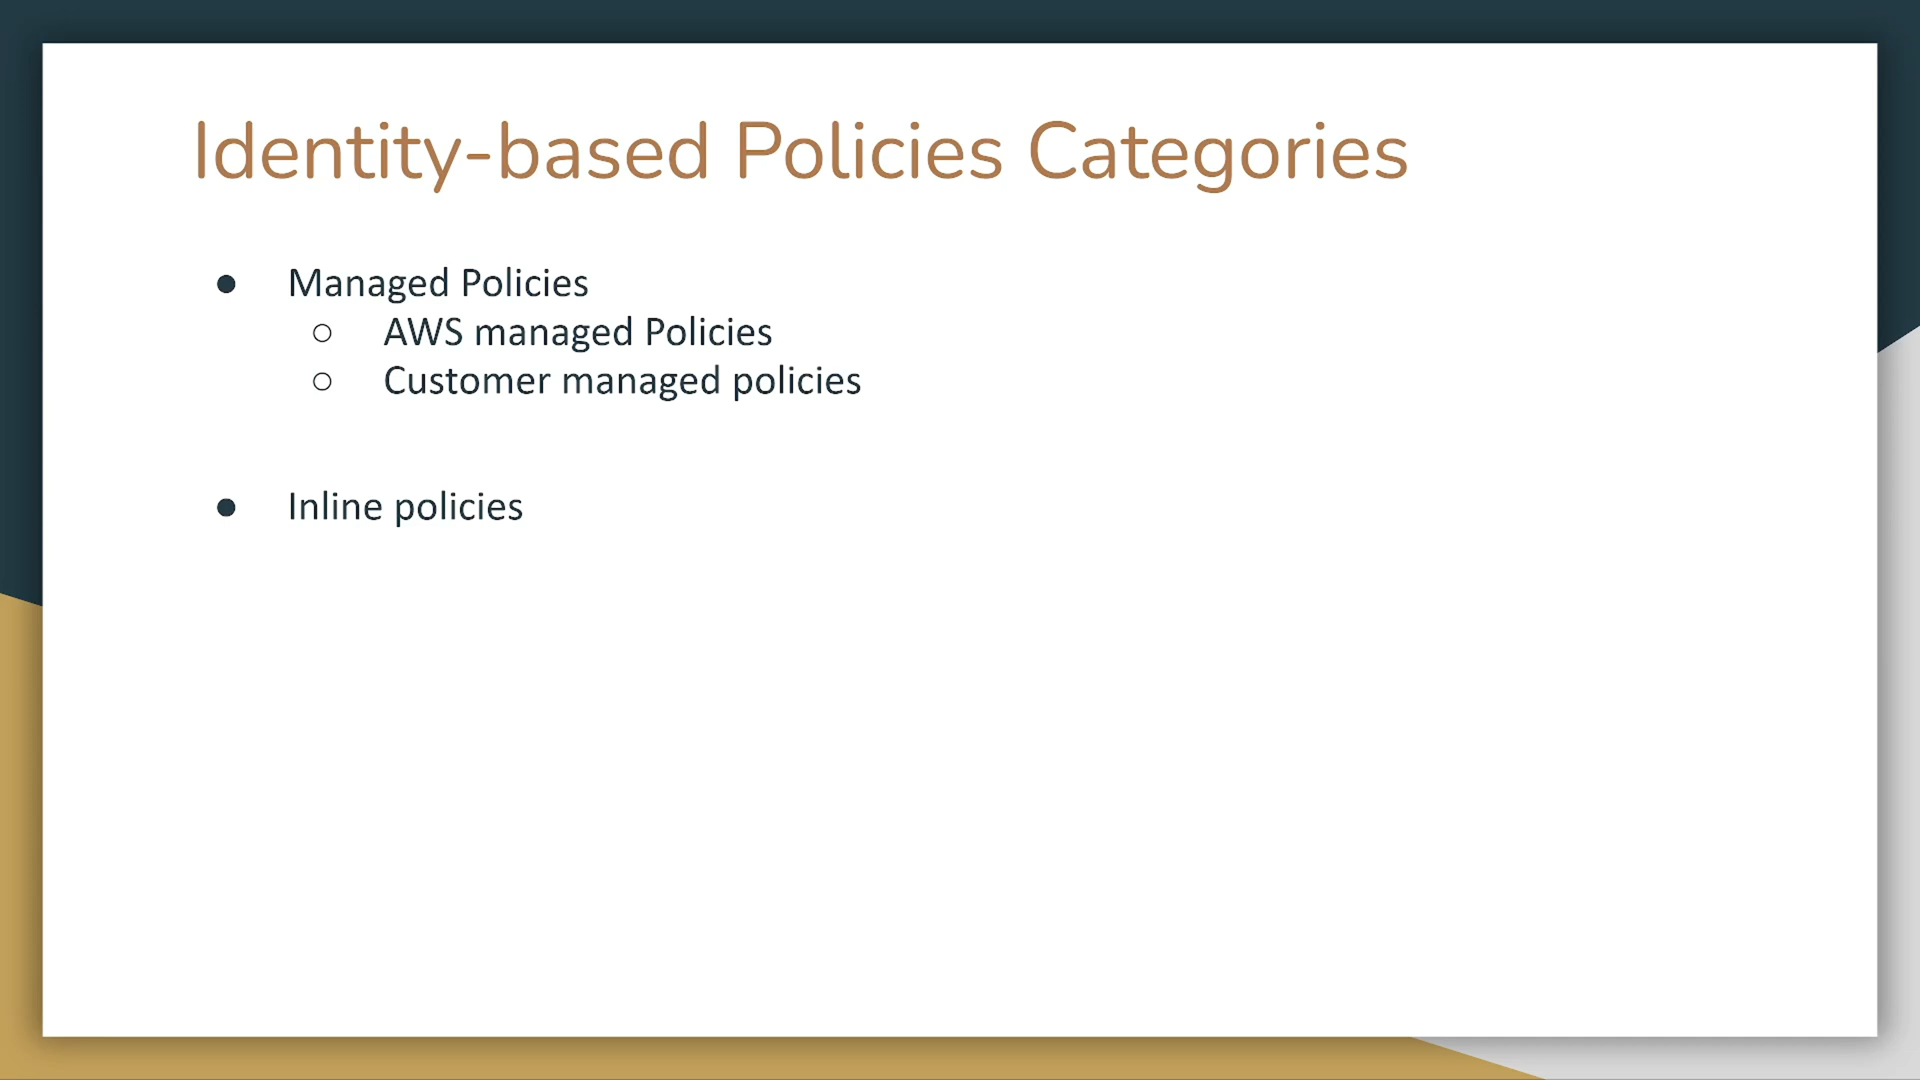 Identity-based Policies Categories
● Managed Policies
○ AWS managed Policies
○ Customer managed policies
● Inline policies